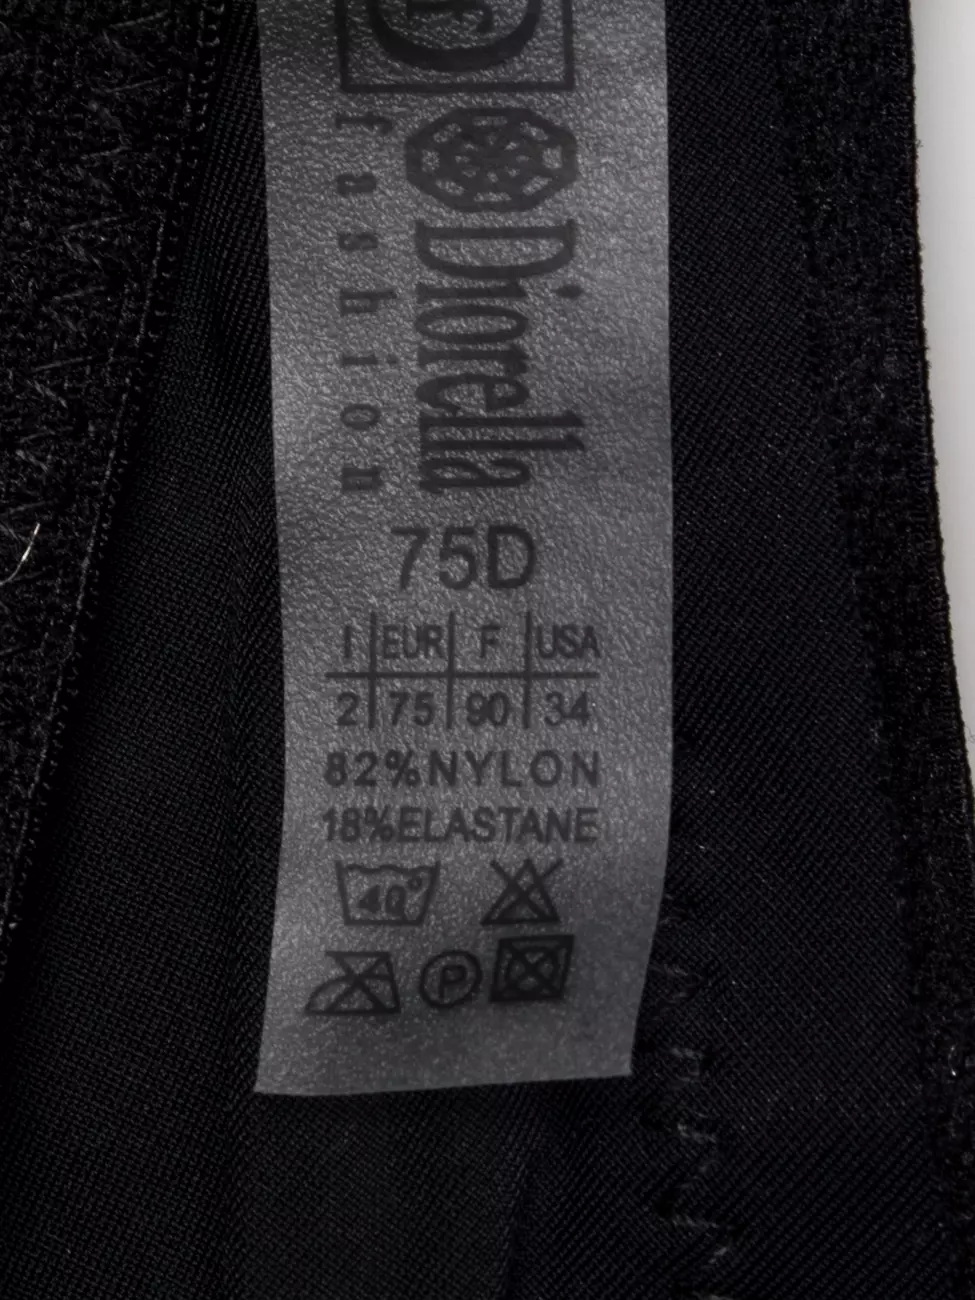 Diorella
fashion
75D
I EUR F USA
2 75 90 34
82% NYLON
18% ELASTANE
40°
P